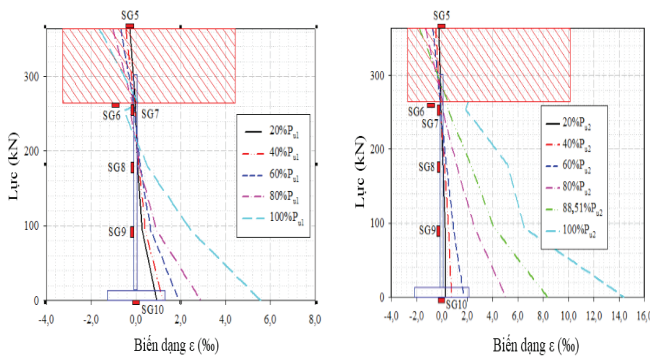 SG5
Lực (kN)
300
200
100
0
SG6
SG7
SG8
SG9
SG10
20%Pu1
40%Pu1
60%Pu1
80%Pu1
100%Pu1
-4,0 -2,0 0,0 2,0 4,0 6,0 8,0
Biến dạng ε (‰)
SG5
Lực (kN)
300
200
100
0
SG6
SG7
SG8
SG9
SG10
20%Pu2
40%Pu2
60%Pu2
80%Pu2
88,51%Pu2
100%Pu2
-4,0 -2,0 0,0 2,0 4,0 6,0 8,0 10,0 12,0 14,0 16,0
Biến dạng ε (‰)